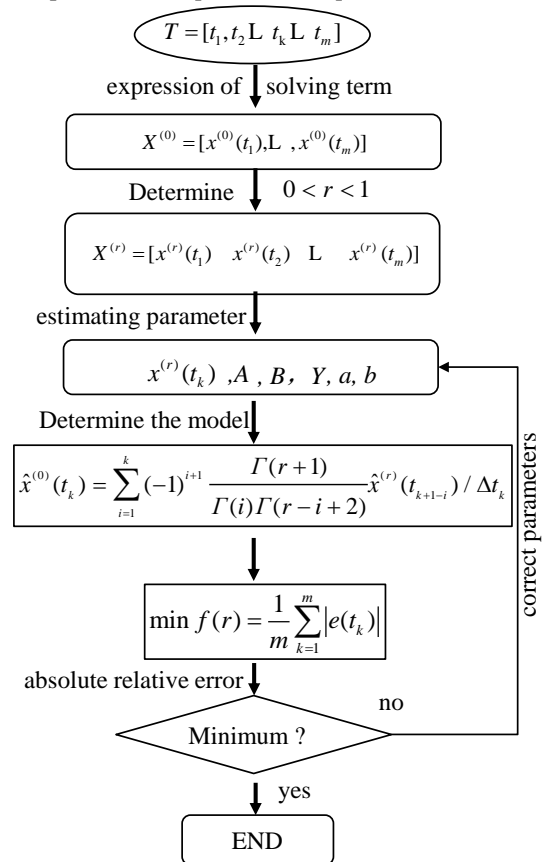 T = [t₁, t₂ L t_k L t_m]
expression of solving term
X⁽⁰⁾ = [x⁽⁰⁾(t₁), L , x⁽⁰⁾(t_m)]
Determine 0 < r < 1
X⁽ʳ⁾ = [x⁽ʳ⁾(t₁) x⁽ʳ⁾(t₂) L x⁽ʳ⁾(t_m)]
estimating parameter
x⁽ʳ⁾(t_k) , A , B， Y, a, b
Determine the model
x̂⁽⁰⁾(t_k) = ∑_{i=1}^{k} (−1)^{i+1} Γ(r+1) / Γ(i)Γ(r−i+2) x̂⁽ʳ⁾(t_{k+1−i}) / Δt_k
correct parameters
min f(r) = 1/m ∑_{k=1}^{m} |e(t_k)|
absolute relative error
no
Minimum ?
yes
END